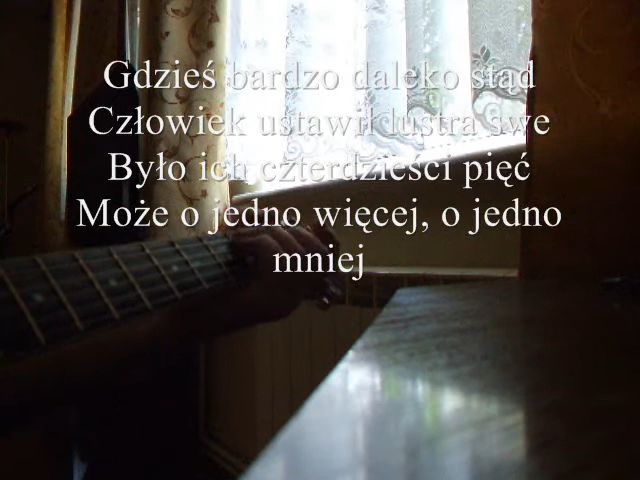 Gdzieś bardzo daleko stąd
Człowiek ustawił lustra swe
Było ich czterdzieści pięć
Może o jedno więcej, o jedno
mniej